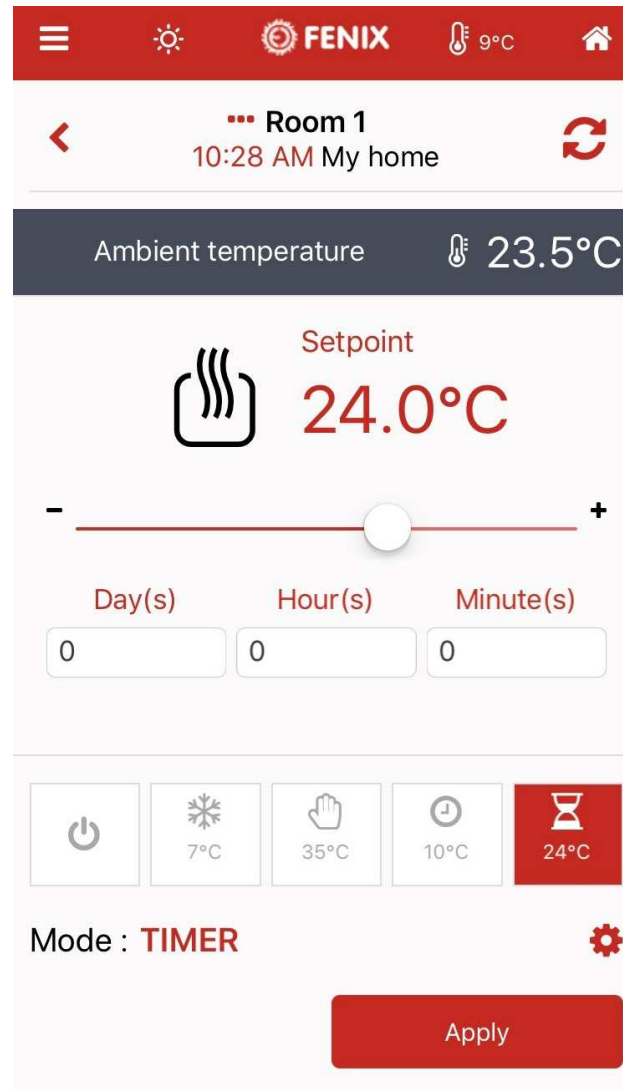 FENIX 9°C
Room 1
10:28 AM My home
Ambient temperature 23.5°C
Setpoint
24.0°C
- +
Day(s) Hour(s) Minute(s)
0 0 0
7°C 35°C 10°C 24°C
Mode : TIMER
Apply